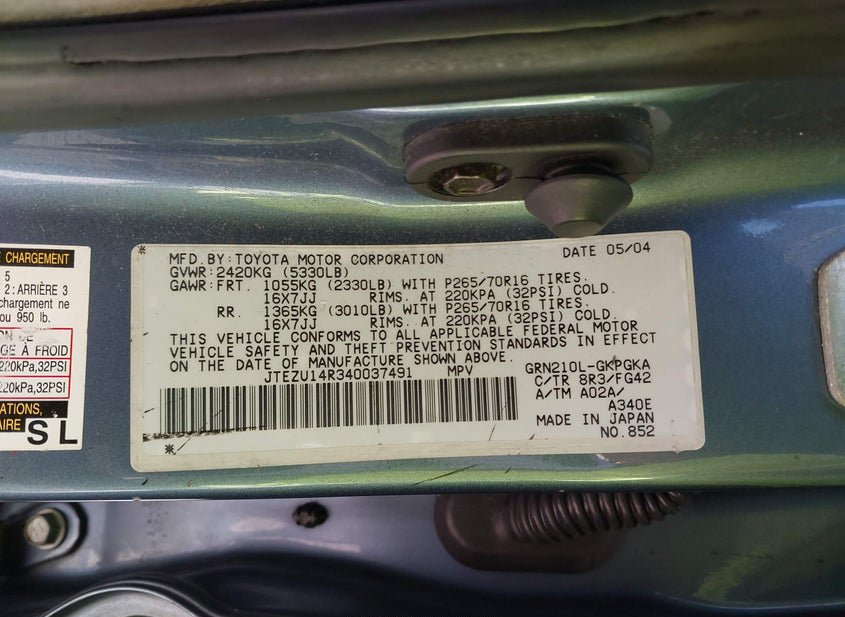 E CHARGEMENT
5
2: ARRIÈRE 3
chargement ne
ou 950 lb.
GE À FROID
220kPa,32PSI
220kPa,32PSI
ATIONS,
AIRE
SL
MFD.BY:TOYOTA MOTOR CORPORATION DATE 05/04
GVWR:2420KG (5330LB)
GAWR:FRT. 1055KG (2330LB) WITH P265/70R16 TIRES.
16X7JJ RIMS. AT 220KPA (32PSI) COLD.
RR. 1365KG (3010LB) WITH P265/70R16 TIRES.
16X7JJ RIMS. AT 220KPA (32PSI) COLD.
THIS VEHICLE CONFORMS TO ALL APPLICABLE FEDERAL MOTOR
VEHICLE SAFETY AND THEFT PREVENTION STANDARDS IN EFFECT
ON THE DATE OF MANUFACTURE SHOWN ABOVE.
JTEZU14R340037491 MPV GRN210L-GKPGKA
C/TR 8R3/FG42
A/TM A02A/
A340E
MADE IN JAPAN
NO.852